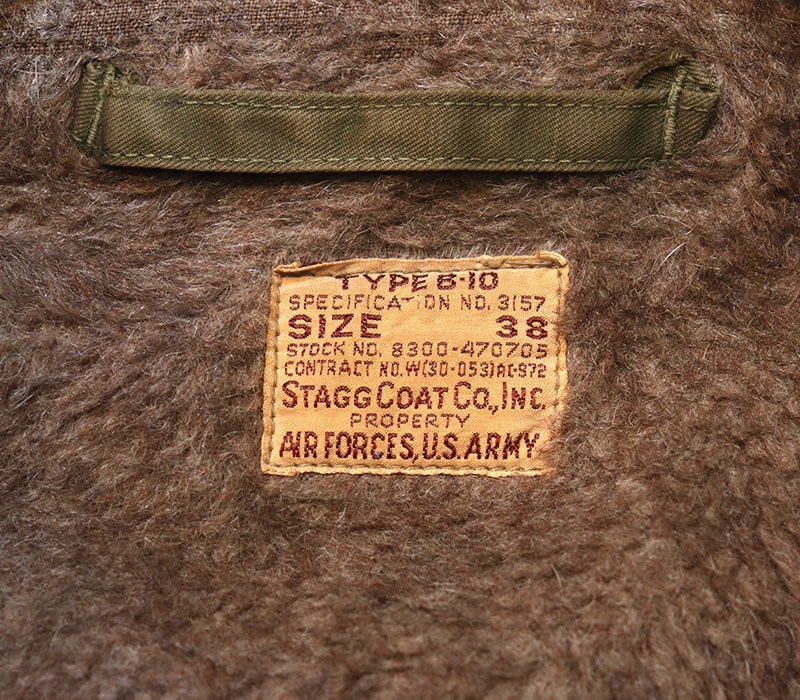 TYPE B-10
SPECIFICATION NO. 3157
SIZE 38
STOCK NO. 8300-470705
CONTRACT NO. W(30-053)AC-972
STAGG COAT CO., INC.
PROPERTY
AIR FORCES, U.S. ARMY